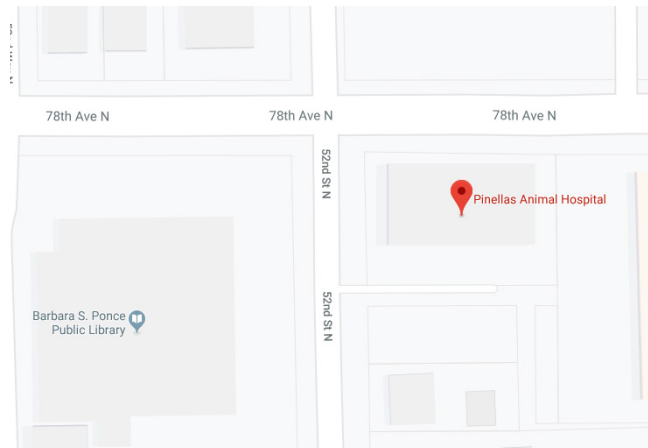 78th Ave N
78th Ave N
78th Ave N
52nd St N
Pinellas Animal Hospital
52nd St N
Barbara S. Ponce
Public Library